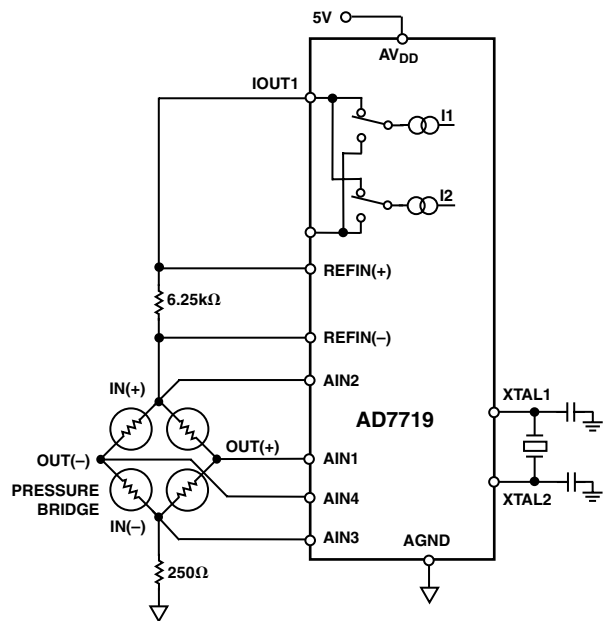 5V
AVDD
IOUT1
I1
I2
REFIN(+)
6.25kΩ
REFIN(–)
IN(+)
AIN2
XTAL1
AD7719
OUT(+)
OUT(–)
AIN1
PRESSURE
BRIDGE
AIN4
XTAL2
IN(–)
AIN3
AGND
250Ω